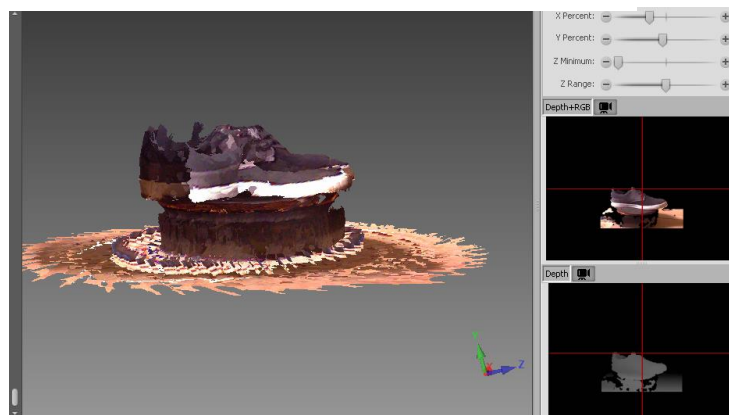 X Percent:
Y Percent:
Z Minimum:
Z Range:
Depth+RGB
Depth
Y
X
Z